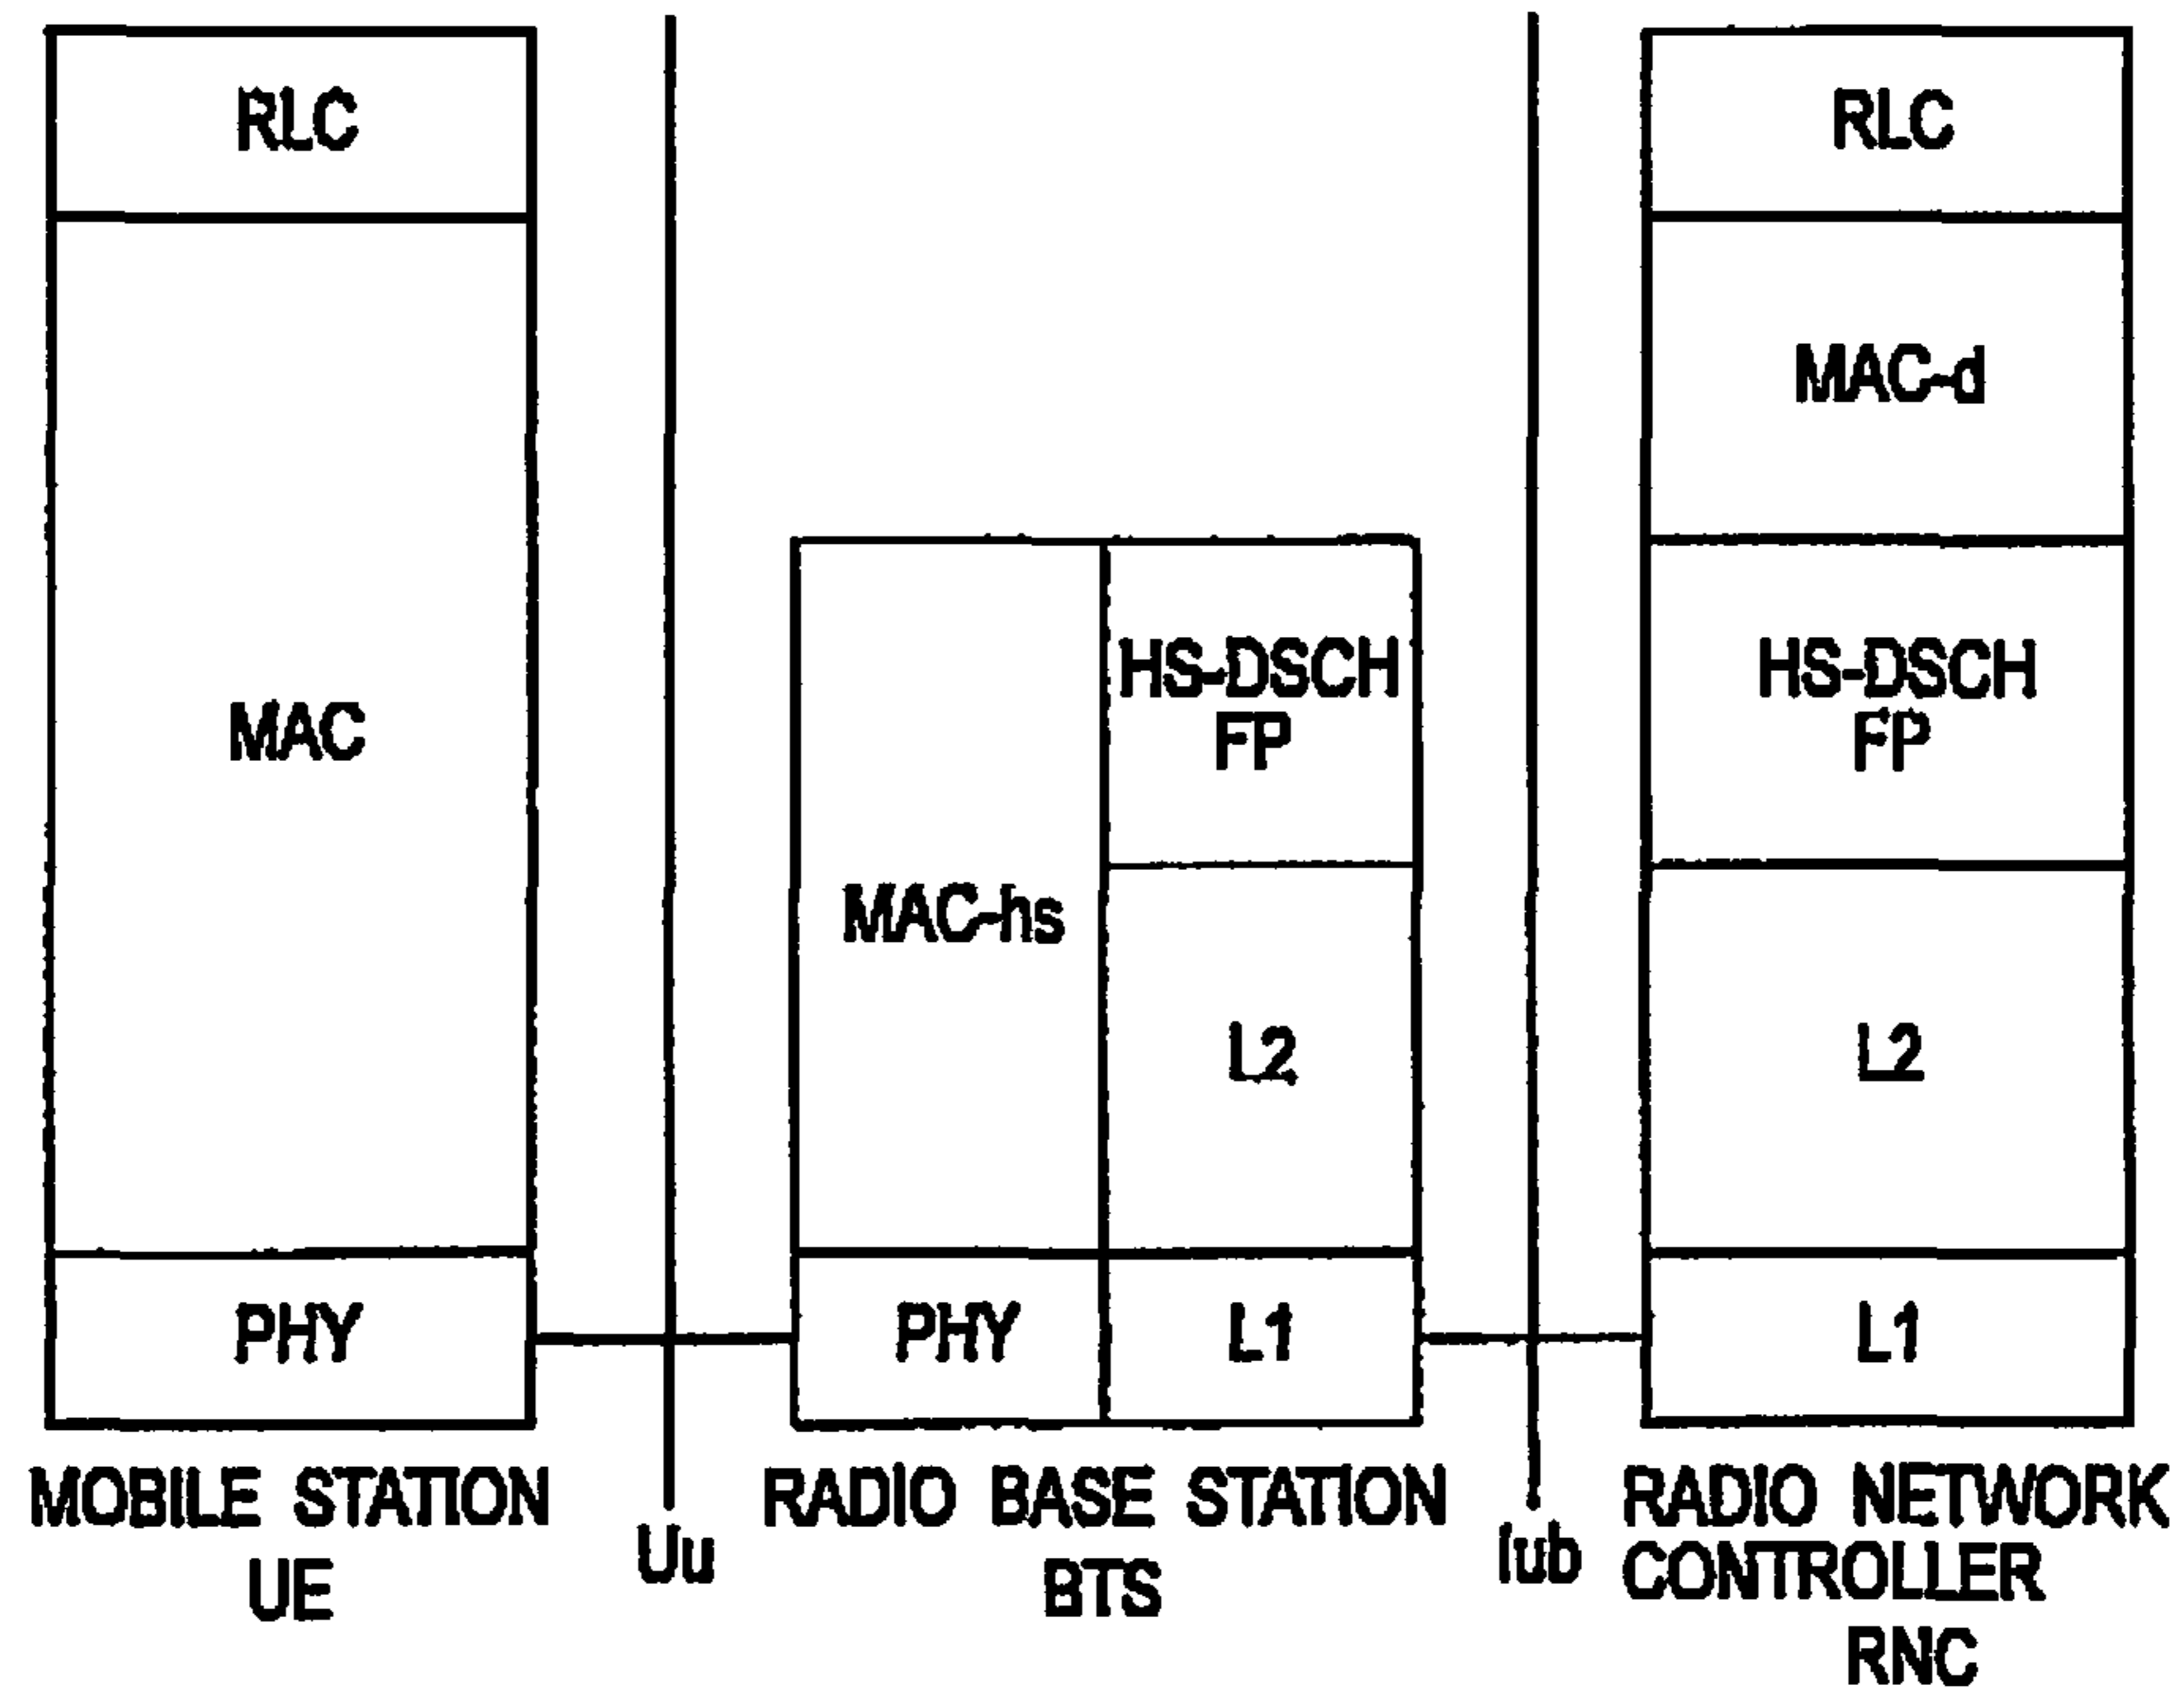 RLC
MAC
PHY
MOBILE STATION
UE
Uu
MAC-hs
HS-DSCH
FP
L2
PHY
L1
RADIO BASE STATION
BTS
Iub
RLC
MAC-d
HS-DSCH
FP
L2
L1
RADIO NETWORK
CONTROLLER
RNC